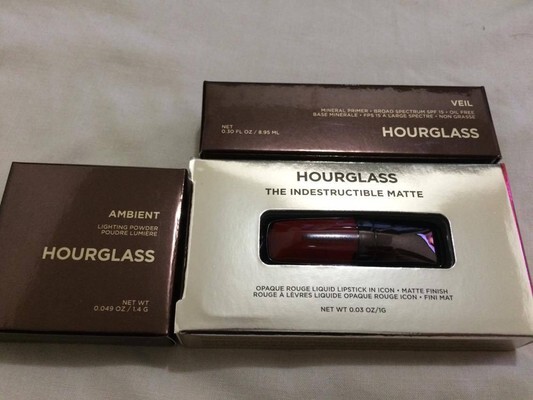 VEIL
MINERAL PRIMER • BROAD SPECTRUM SPF 15 • OIL FREE
BASE MINERALE • FPS 15 A LARGE SPECTRE • NON GRASSE
NET
0.30 FL OZ / 8.95 ML
HOURGLASS
HOURGLASS
THE INDESTRUCTIBLE MATTE
OPAQUE ROUGE LIQUID LIPSTICK IN ICON • MATTE FINISH
ROUGE À LÈVRES LIQUIDE OPAQUE ROUGE ICON • FINI MAT
NET WT 0.03 OZ/1G
AMBIENT
LIGHTING POWDER
POUDRE LUMIÈRE
HOURGLASS
NET WT
0.049 OZ / 1.4 G